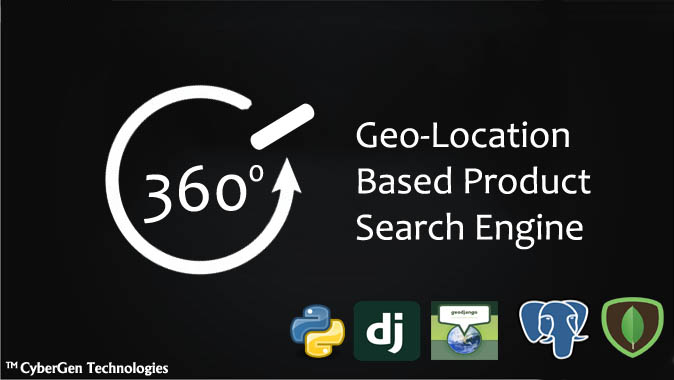 360°
Geo-Location
Based Product
Search Engine
dj
geodjango
™ CyberGen Technologies